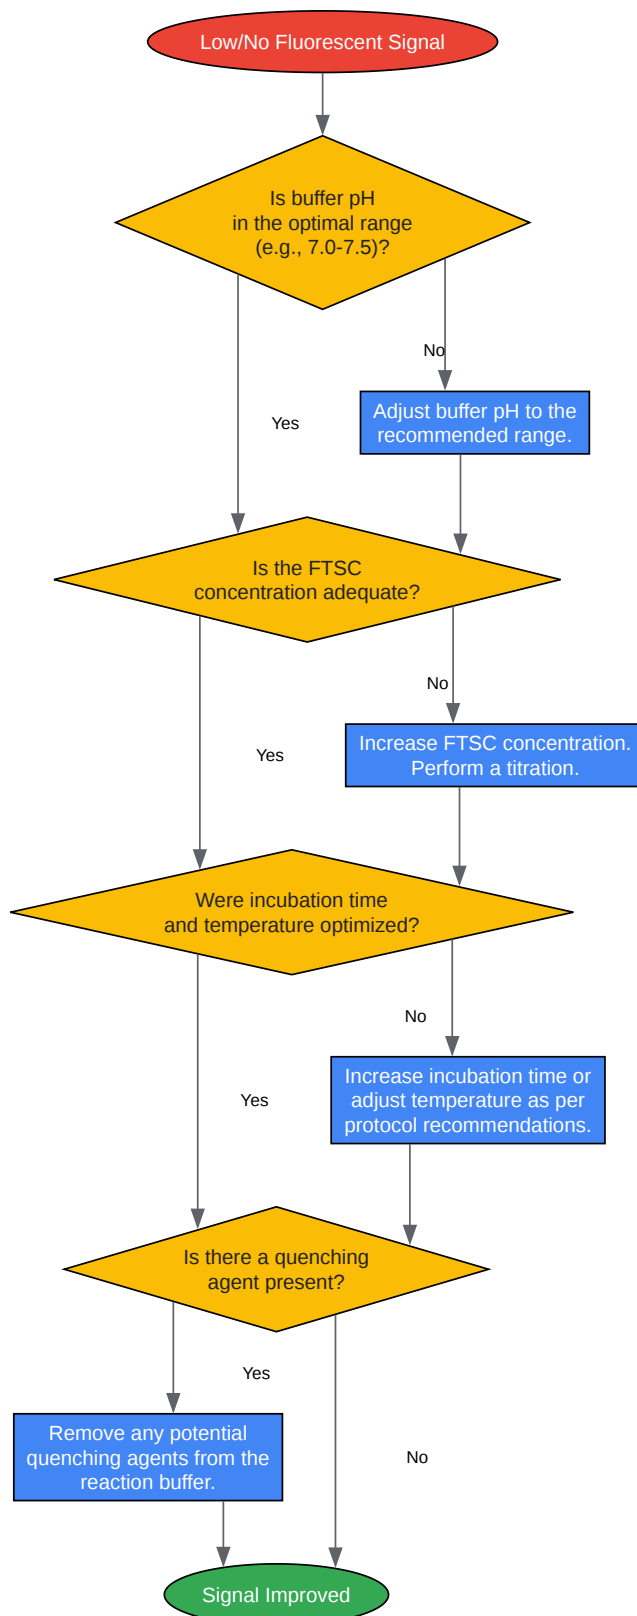 Low/No Fluorescent Signal
Is buffer pH
in the optimal range
(e.g., 7.0-7.5)?
No
Adjust buffer pH to the
recommended range.
Yes
Is the FTSC
concentration adequate?
No
Increase FTSC concentration.
Perform a titration.
Yes
Were incubation time
and temperature optimized?
No
Increase incubation time or
adjust temperature as per
protocol recommendations.
Yes
Is there a quenching
agent present?
Yes
Remove any potential
quenching agents from the
reaction buffer.
No
Signal Improved